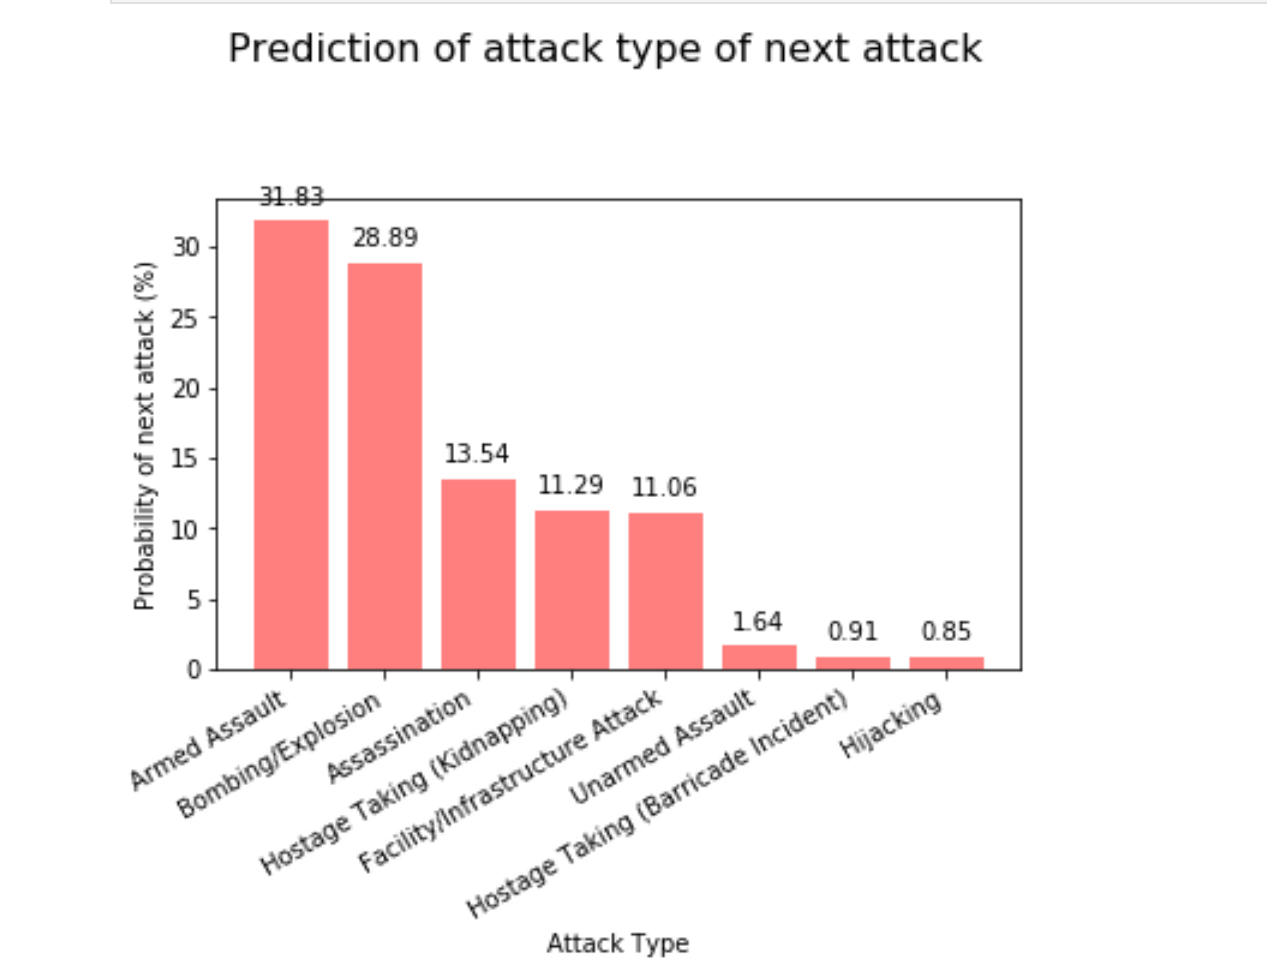 Prediction of attack type of next attack
31.83
28.89
13.54
11.29
11.06
1.64
0.91
0.85
Probability of next attack (%)
30
25
20
15
10
5
0
Armed Assault
Bombing/Explosion
Assassination
Hostage Taking (Kidnapping)
Facility/Infrastructure Attack
Unarmed Assault
Hostage Taking (Barricade Incident)
Hijacking
Attack Type